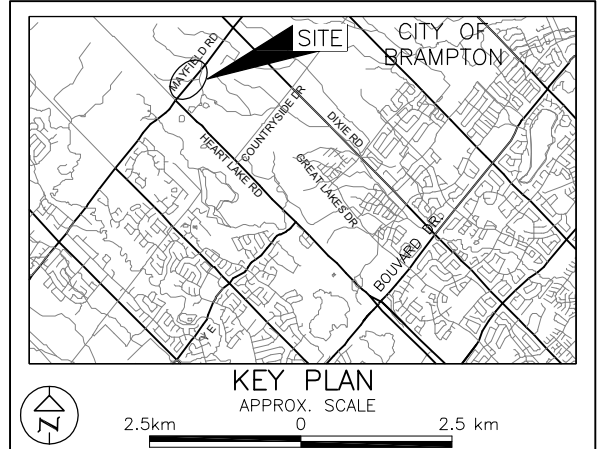 CITY OF
BRAMPTON
SITE
MAYFIELD RD
COUNTRYSIDE DR
DIXIE RD
HEART LAKE RD
GREAT LAKES DR
BOUVARD DR.
KEY PLAN
APPROX. SCALE
2.5km 0 2.5 km
N